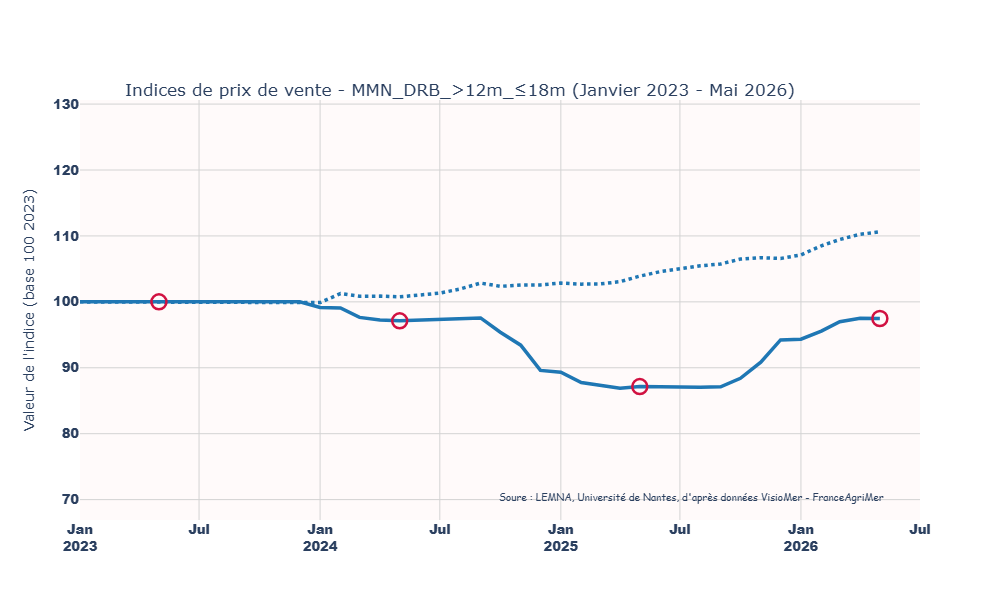 Indices de prix de vente - MMN_DRB_>12m_≤18m (Janvier 2023 - Mai 2026)
Valeur de l'indice (base 100 2023)
130
120
110
100
90
80
70
Soure : LEMNA, Université de Nantes, d'après données VisioMer - FranceAgriMer
Jan Jul Jan Jul Jan Jul Jan Jul
2023 2024 2025 2026